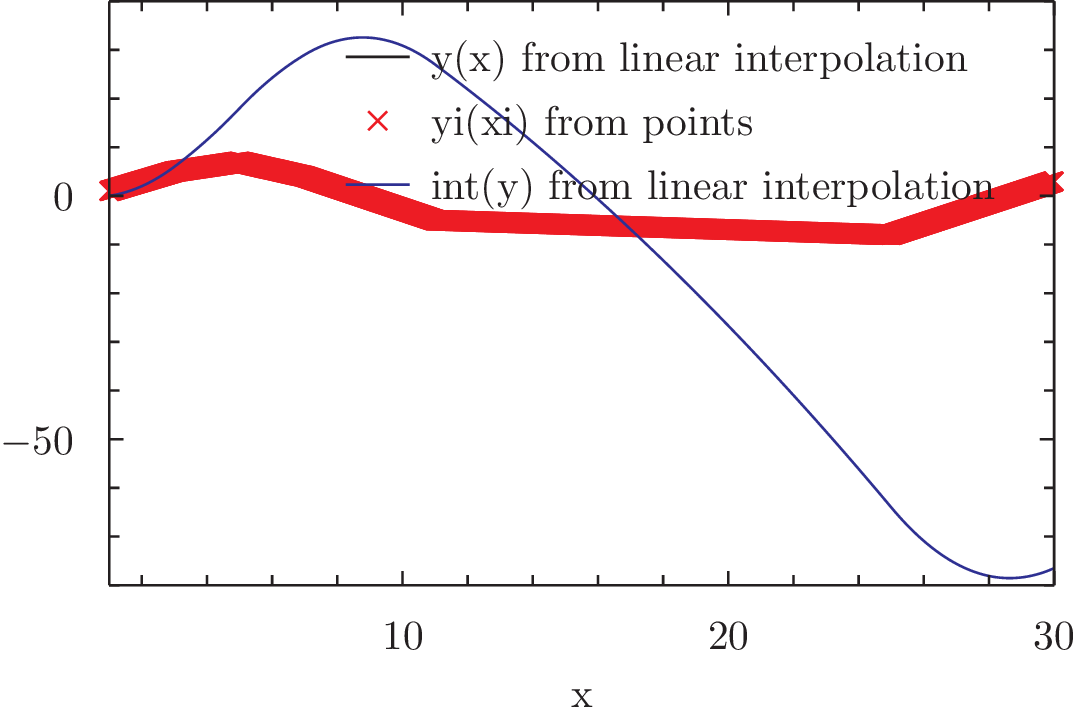 y(x) from linear interpolation
yi(xi) from points
int(y) from linear interpolation
0
−50
10 20 30
x